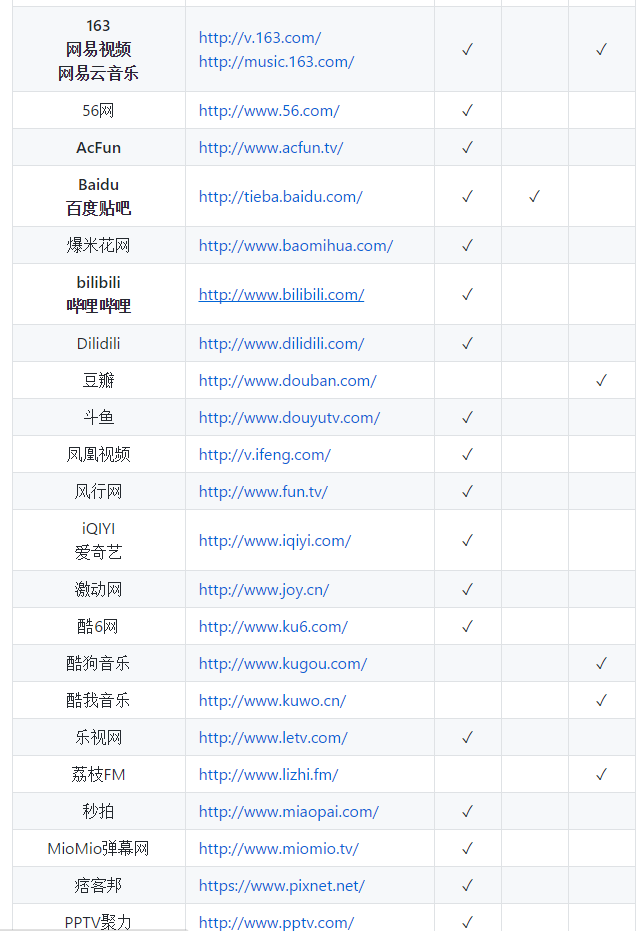 163
网易视频
网易云音乐
http://v.163.com/
http://music.163.com/
✓
✓
56网
http://www.56.com/
✓
AcFun
http://www.acfun.tv/
✓
Baidu
百度贴吧
http://tieba.baidu.com/
✓
✓
爆米花网
http://www.baomihua.com/
✓
bilibili
哔哩哔哩
http://www.bilibili.com/
✓
Dilidili
http://www.dilidili.com/
✓
豆瓣
http://www.douban.com/
✓
斗鱼
http://www.douyutv.com/
✓
凤凰视频
http://v.ifeng.com/
✓
风行网
http://www.fun.tv/
✓
iQIYI
爱奇艺
http://www.iqiyi.com/
✓
激动网
http://www.joy.cn/
✓
酷6网
http://www.ku6.com/
✓
酷狗音乐
http://www.kugou.com/
✓
酷我音乐
http://www.kuwo.cn/
✓
乐视网
http://www.letv.com/
✓
荔枝FM
http://www.lizhi.fm/
✓
秒拍
http://www.miaopai.com/
✓
MioMio弹幕网
http://www.miomio.tv/
✓
痞客邦
https://www.pixnet.net/
✓
PPTV聚力
http://www.pptv.com/
✓